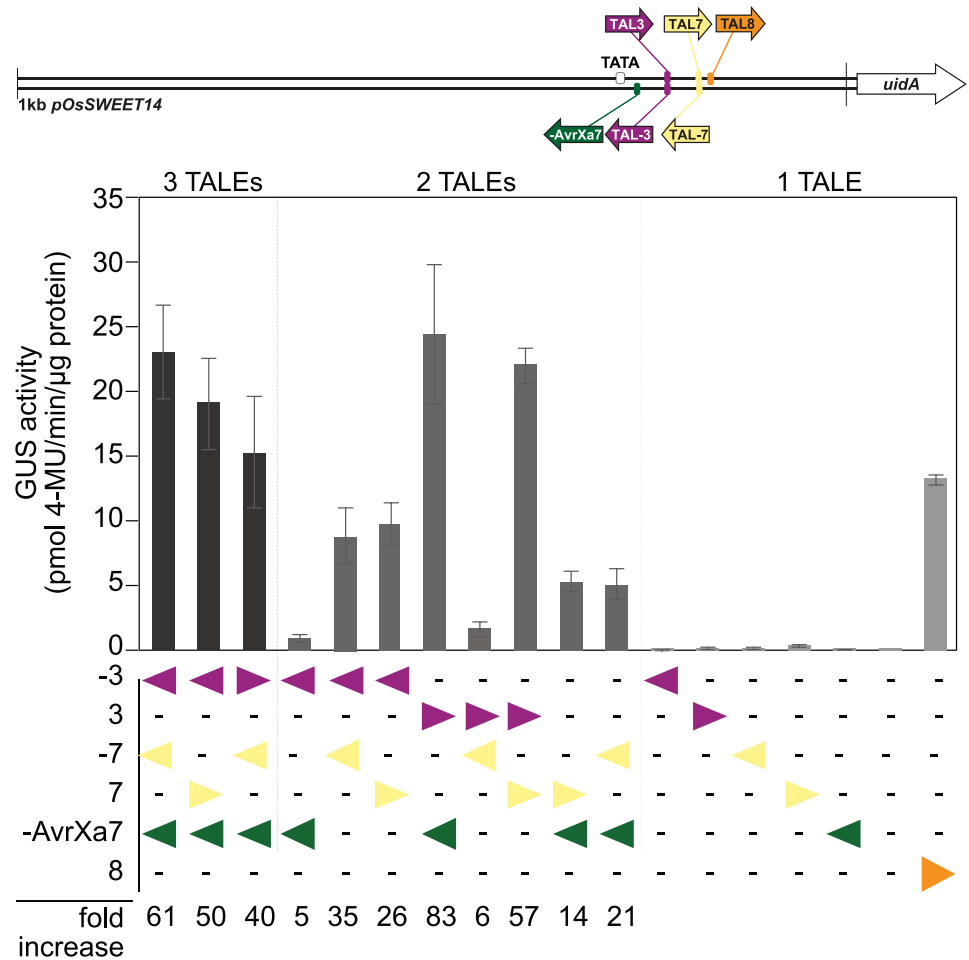 TAL3 TAL7 TAL8
TATA
uidA
1kb pOsSWEET14
-AvrXa7 TAL-3 TAL-7
3 TALEs 2 TALEs 1 TALE
GUS activity
(pmol 4-MU/min/µg protein)
35
30
25
20
15
10
5
0
-3 - - - - - - - - - - -
3 - - - - - - - - - - - - - -
-7 - - - - - - - - - - - -
7 - - - - - - - - - - - - -
-AvrXa7 - - - - - - - - - -
8 - - - - - - - - - - - - - - - -
fold 61 50 40 5 35 26 83 6 57 14 21
increase